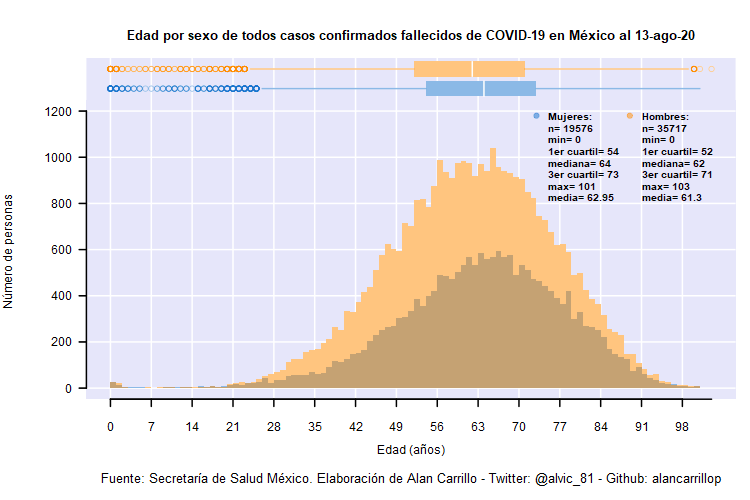 Edad por sexo de todos casos confirmados fallecidos de COVID-19 en México al 13-ago-20
Mujeres:
n= 19576
min= 0
1er cuartil= 54
mediana= 64
3er cuartil= 73
max= 101
media= 62.95
Hombres:
n= 35717
min= 0
1er cuartil= 52
mediana= 62
3er cuartil= 71
max= 103
media= 61.3
Número de personas
1200
1000
800
600
400
200
0
0 7 14 21 28 35 42 49 56 63 70 77 84 91 98
Edad (años)
Fuente: Secretaría de Salud México. Elaboración de Alan Carrillo - Twitter: @alvic_81 - Github: alancarrillop